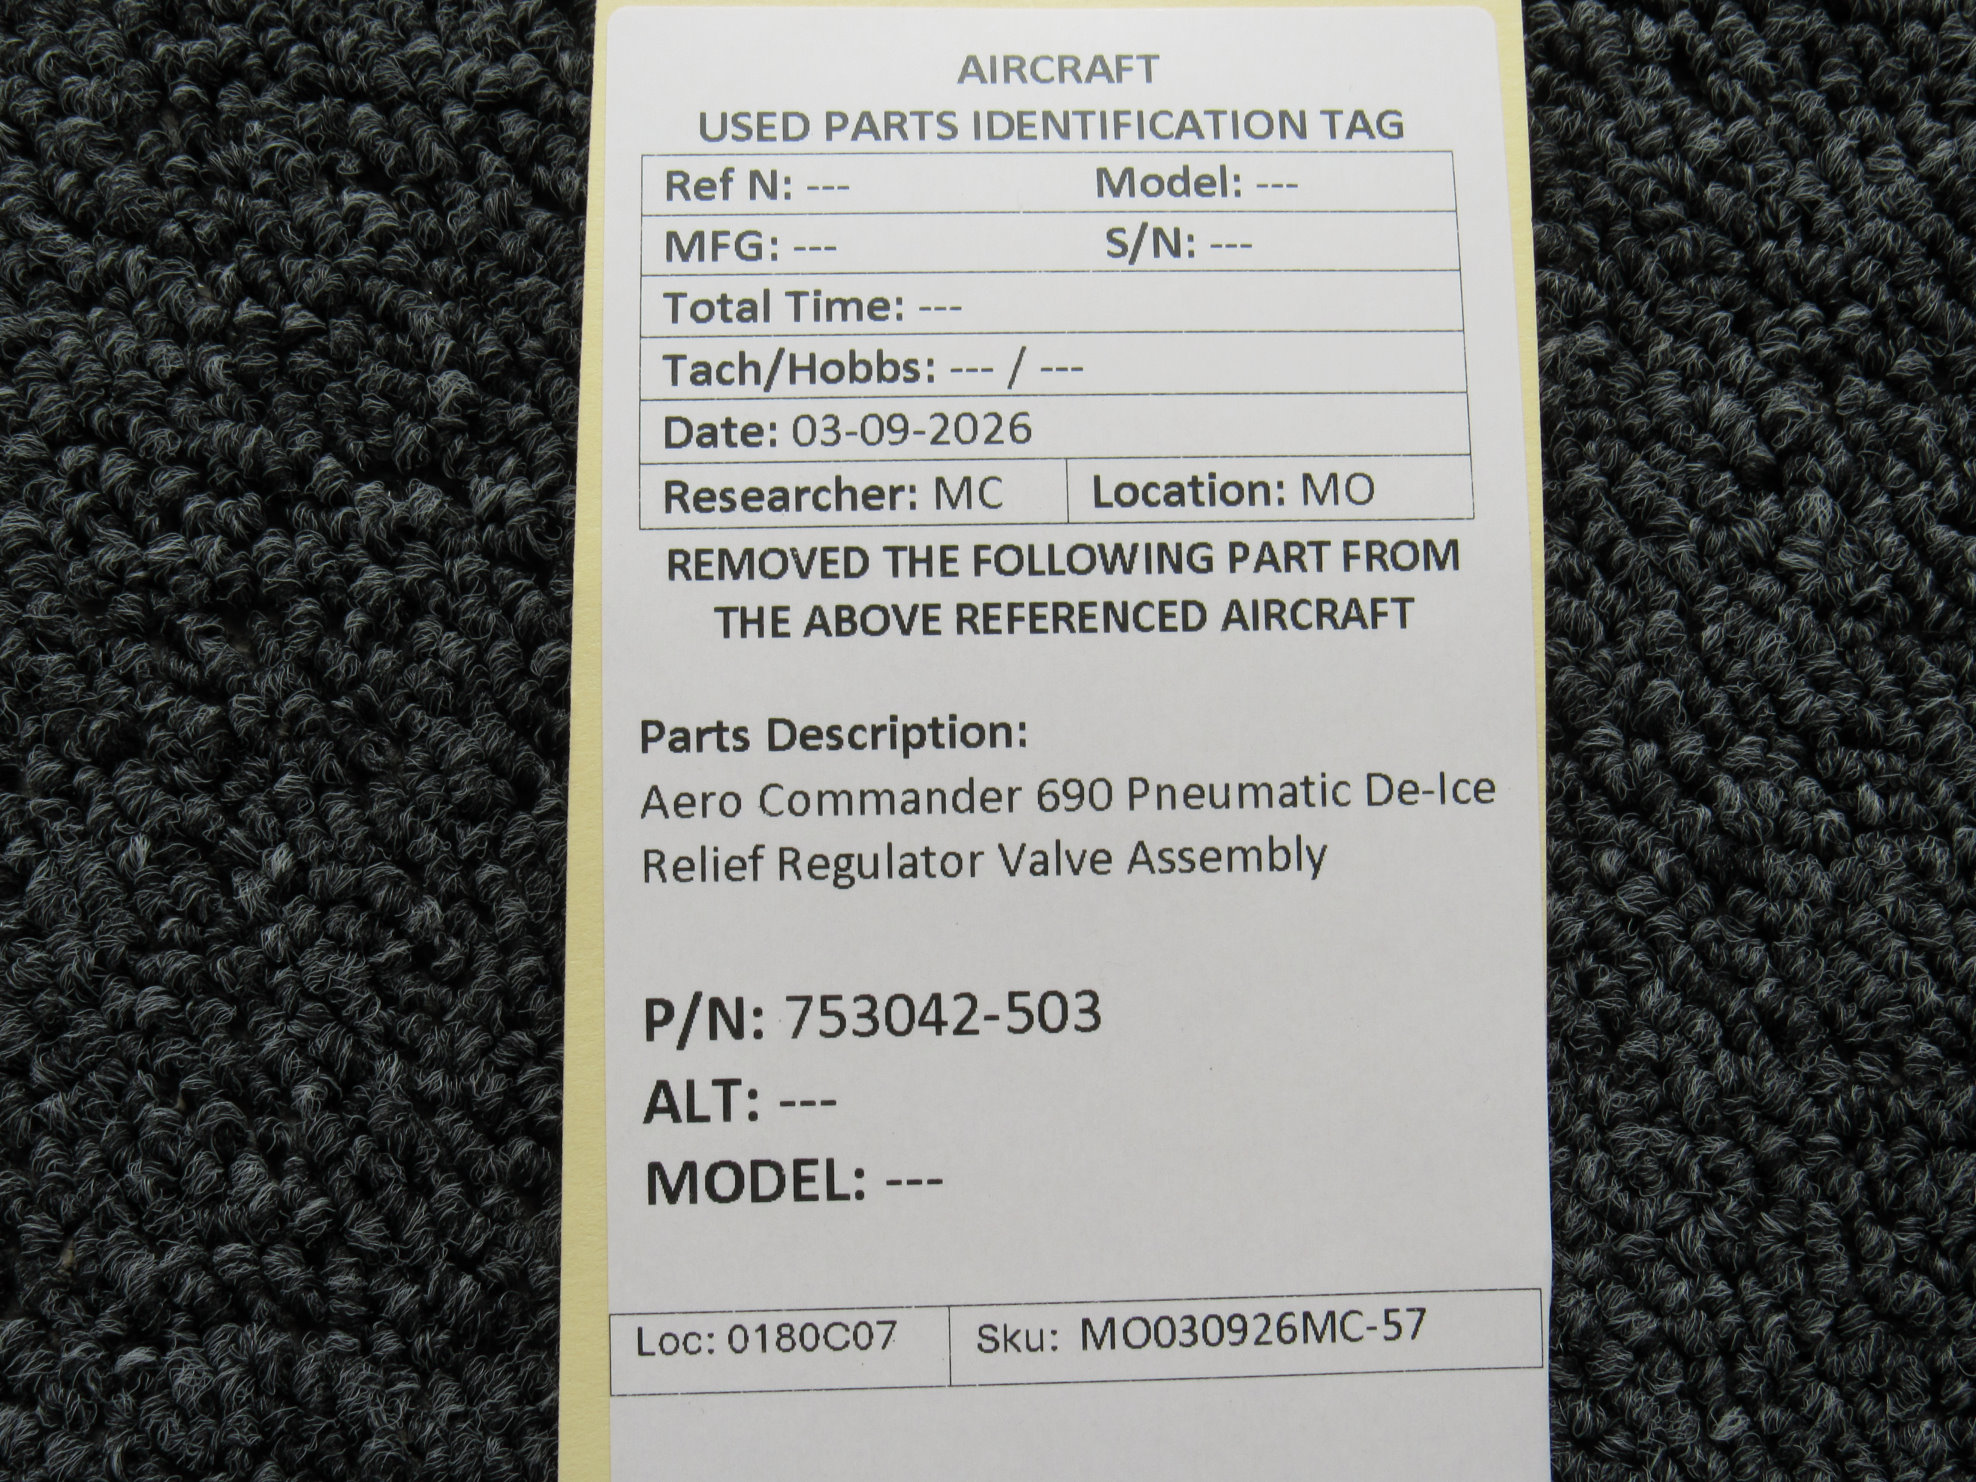 AIRCRAFT
USED PARTS IDENTIFICATION TAG
Ref N: --- Model: ---
MFG: --- S/N: ---
Total Time: ---
Tach/Hobbs: --- / ---
Date: 03-09-2026
Researcher: MC Location: MO
REMOVED THE FOLLOWING PART FROM
THE ABOVE REFERENCED AIRCRAFT
Parts Description:
Aero Commander 690 Pneumatic De-Ice
Relief Regulator Valve Assembly
P/N: 753042-503
ALT: ---
MODEL: ---
Loc: 0180C07 Sku: MO030926MC-57